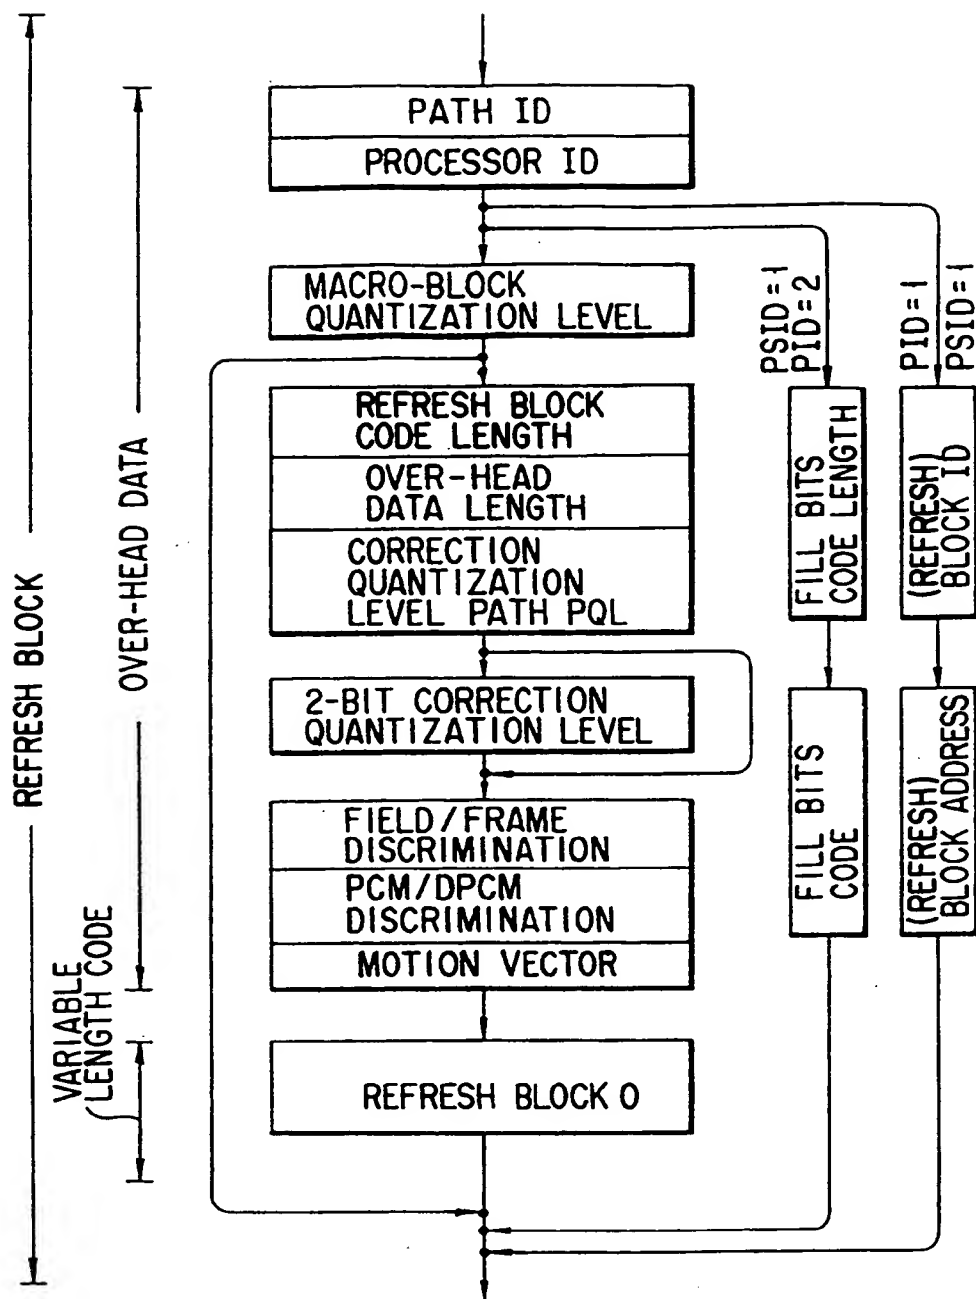 REFRESH BLOCK
OVER-HEAD DATA
VARIABLE
LENGTH CODE
PATH ID
PROCESSOR ID
MACRO-BLOCK
QUANTIZATION LEVEL
REFRESH BLOCK
CODE LENGTH
OVER-HEAD
DATA LENGTH
CORRECTION
QUANTIZATION
LEVEL PATH PQL
2-BIT CORRECTION
QUANTIZATION LEVEL
FIELD/FRAME
DISCRIMINATION
PCM/DPCM
DISCRIMINATION
MOTION VECTOR
REFRESH BLOCK 0
PSID=1
PID=2
FILL BITS
CODE LENGTH
FILL BITS
CODE
PID=1
PSID=1
(REFRESH)
BLOCK ID
(REFRESH)
BLOCK ADDRESS